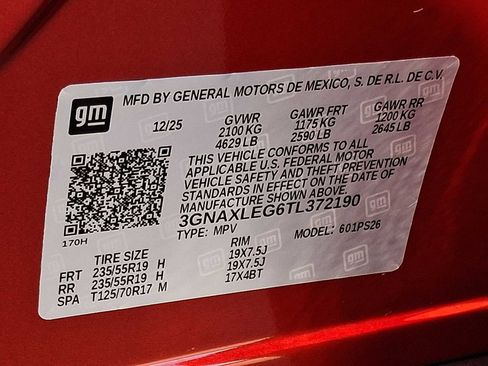 gm MFD BY GENERAL MOTORS DE MEXICO, S. DE R.L. DE C.V.
12/25 GVWR GAWR FRT GAWR RR
2100 KG 1175 KG 1200 KG
4629 LB 2590 LB 2645 LB
THIS VEHICLE CONFORMS TO ALL
APPLICABLE U.S. FEDERAL MOTOR
VEHICLE SAFETY AND THEFT PREVENTION
STANDARDS IN EFFECT ON THE DATE OF
MANUFACTURE SHOWN ABOVE.
3GNAXLEG6TL372190
TYPE: MPV MODEL: 601PS26
170H
TIRE SIZE RIM
FRT 235/55R19 H 19X7.5J
RR 235/55R19 H 19X7.5J
SPA T125/70R17 M 17X4BT